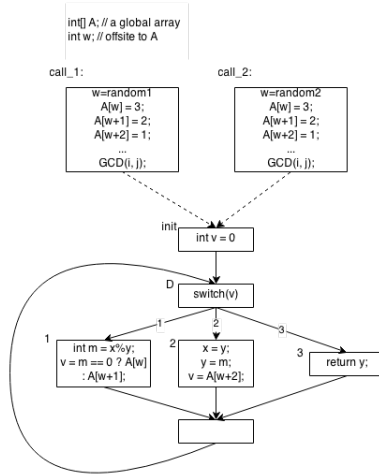 int[] A; // a global array
int w; // offsite to A
call_1:
call_2:
w=random1
A[w] = 3;
A[w+1] = 2;
A[w+2] = 1;
...
GCD(i, j);
w=random2
A[w] = 3;
A[w+1] = 2;
A[w+2] = 1;
...
GCD(i, j);
init
int v = 0
D
switch(v)
1
2
3
1
int m = x%y;
v = m == 0 ? A[w]
: A[w+1];
2
x = y;
y = m;
v = A[w+2];
3
return y;